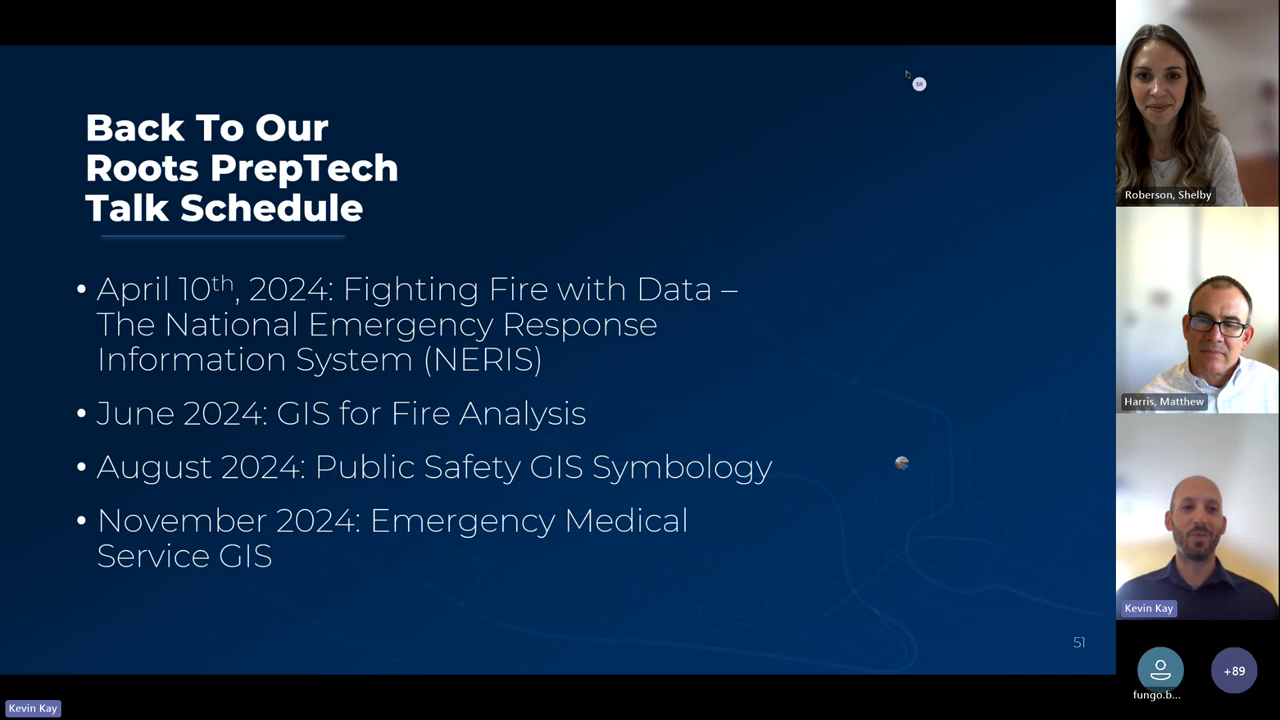 SR
Back To Our
Roots PrepTech
Talk Schedule
• April 10th, 2024: Fighting Fire with Data –
The National Emergency Response
Information System (NERIS)
• June 2024: GIS for Fire Analysis
• August 2024: Public Safety GIS Symbology
• November 2024: Emergency Medical
Service GIS
51
Kevin Kay
Roberson, Shelby
Harris, Matthew
Kevin Kay
fungo.b...
+89